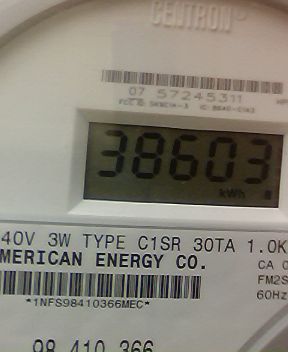 CENTRON®
07 57245311
38603
kWh
40V 3W TYPE C1SR 30TA 1.0K
MERICAN ENERGY CO.
CA 0
FM2S
*1NFS98410366MEC*
60Hz
98 410 366